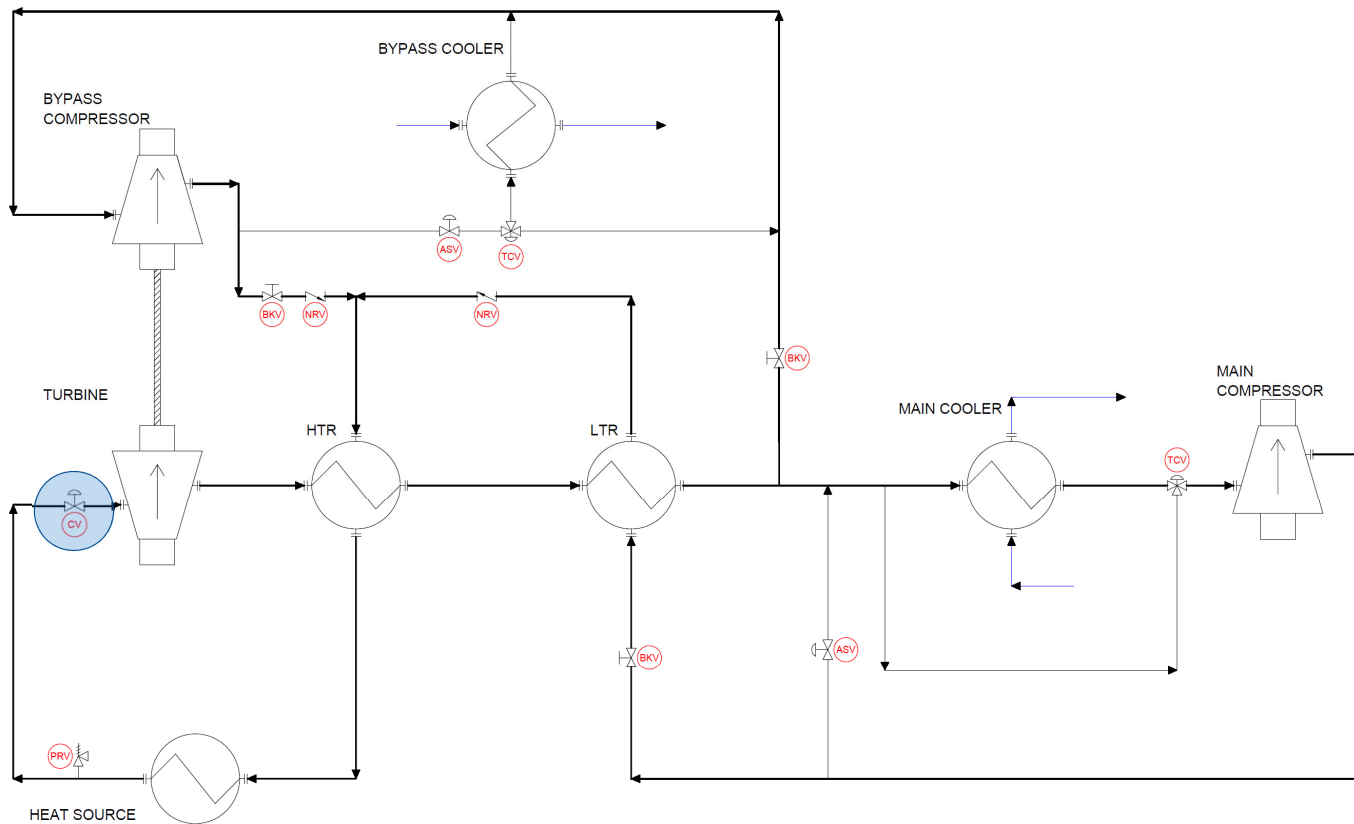 BYPASS COOLER
BYPASS
COMPRESSOR
ASV
TCV
BKV
NRV
NRV
BKV
TURBINE
HTR
LTR
MAIN COOLER
MAIN
COMPRESSOR
TCV
CV
BKV
ASV
PRV
HEAT SOURCE